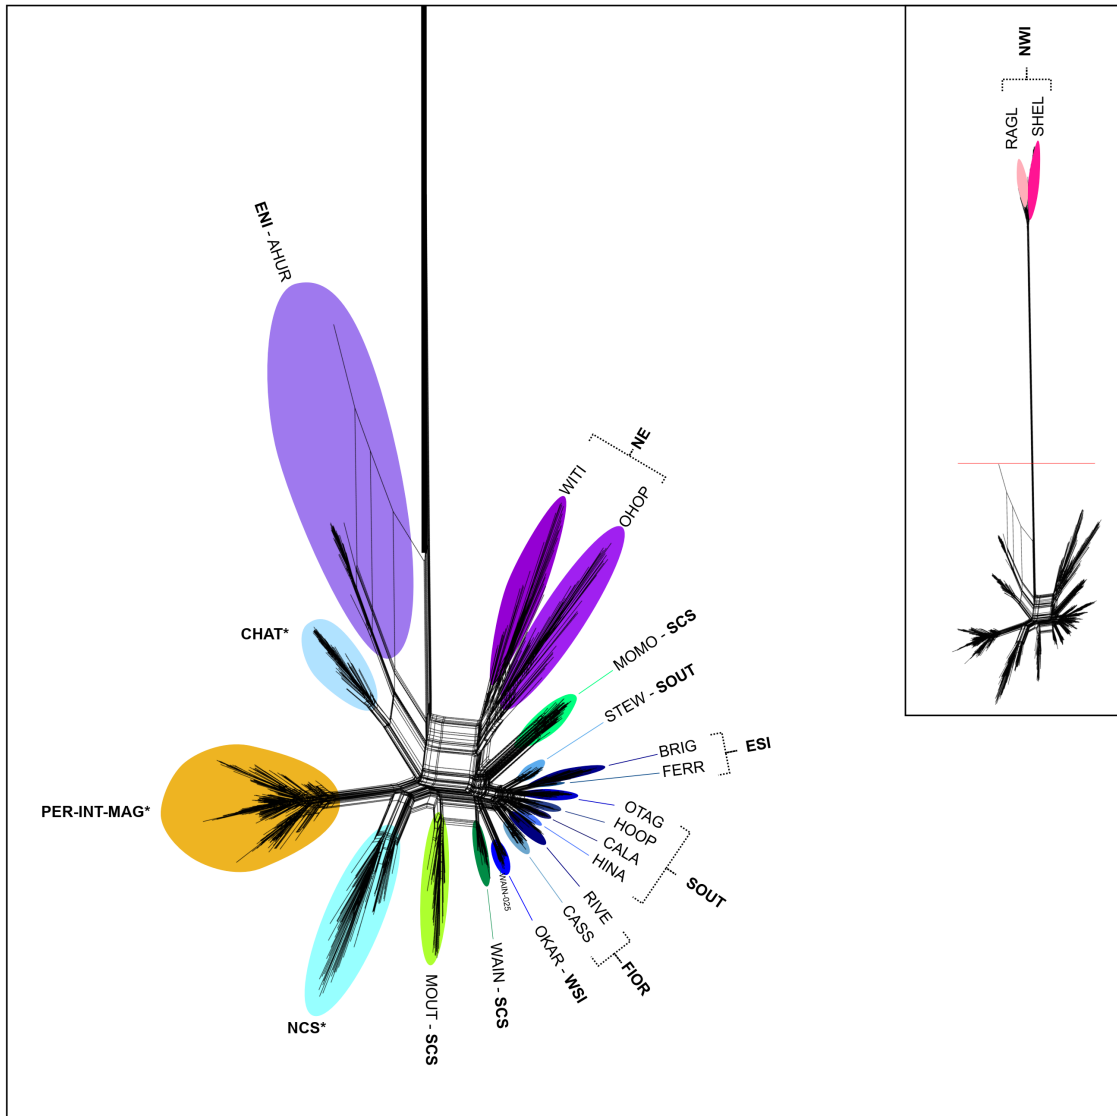 NWI
RAGL
SHEL
ENI - AHUR
NE
WITI
OHOP
CHAT*
MOMO - SCS
STEW - SOUT
BRIG
FERR
ESI
PER-INT-MAG*
OTAG
HOOP
CALA
HINA
SOUT
RIVE
CASS
FIOR
WAIN-025
OKAR - WSI
WAIN - SCS
MOUT - SCS
NCS*